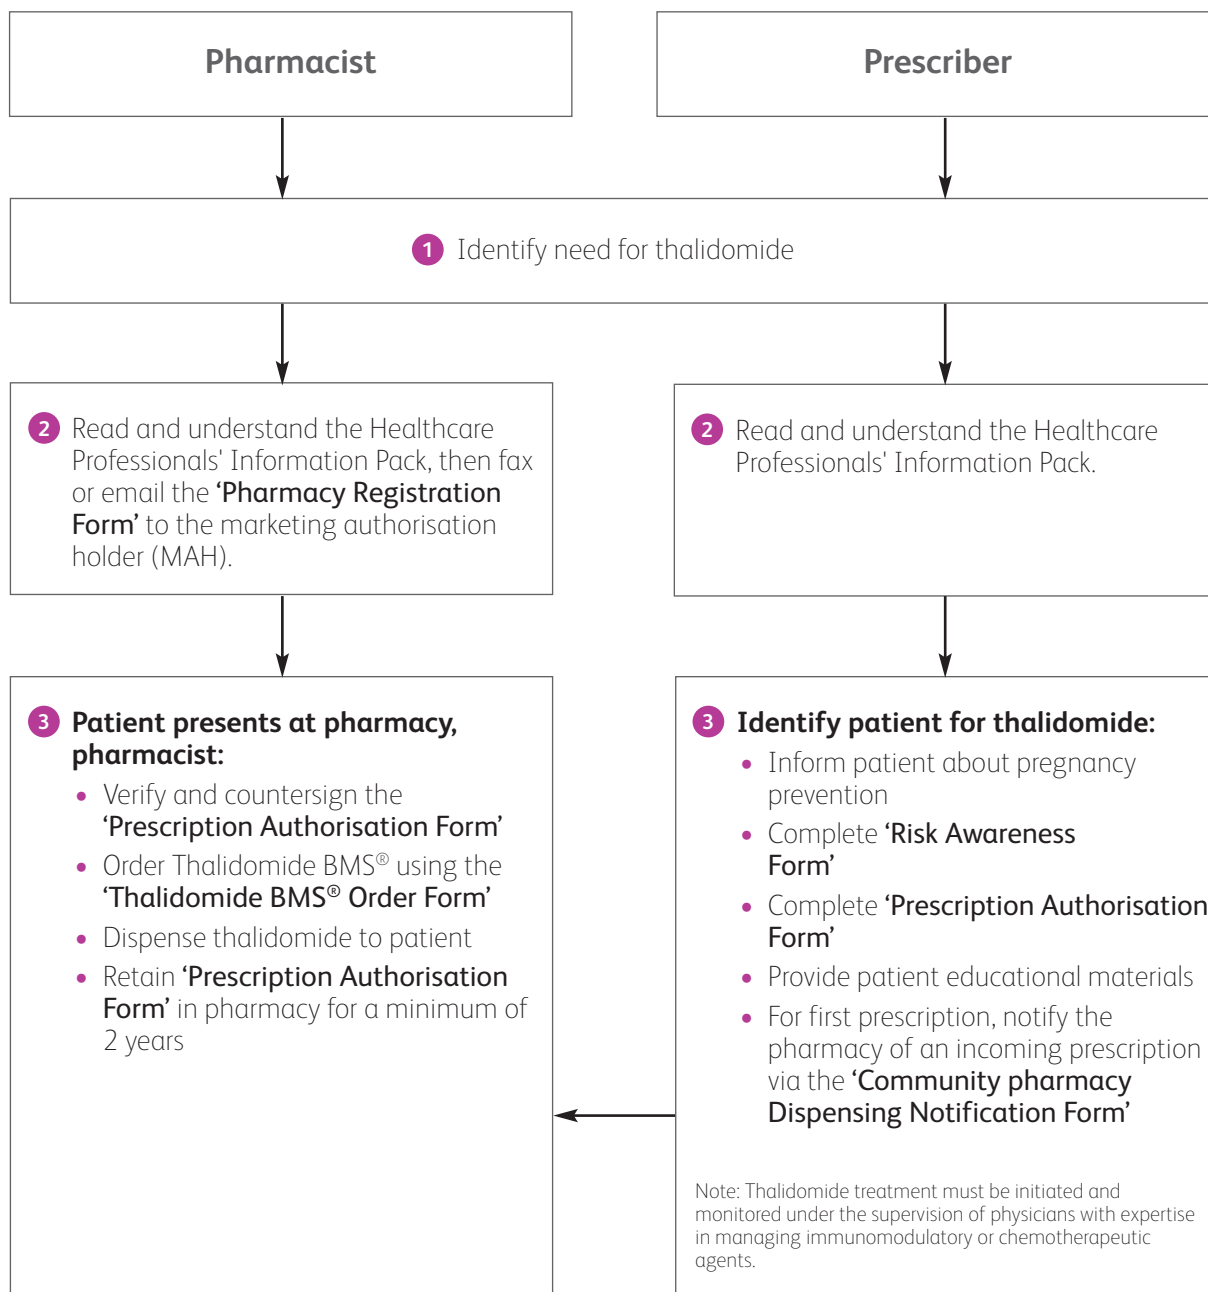 Pharmacist
Prescriber
1 Identify need for thalidomide
2 Read and understand the Healthcare
Professionals' Information Pack, then fax
or email the ‘Pharmacy Registration
Form’ to the marketing authorisation
holder (MAH).
2 Read and understand the Healthcare
Professionals' Information Pack.
3 Patient presents at pharmacy,
pharmacist:
• Verify and countersign the
‘Prescription Authorisation Form’
• Order Thalidomide BMS® using the
‘Thalidomide BMS® Order Form’
• Dispense thalidomide to patient
• Retain ‘Prescription Authorisation
Form’ in pharmacy for a minimum of
2 years
3 Identify patient for thalidomide:
• Inform patient about pregnancy
prevention
• Complete ‘Risk Awareness
Form’
• Complete ‘Prescription Authorisation
Form’
• Provide patient educational materials
• For first prescription, notify the
pharmacy of an incoming prescription
via the ‘Community pharmacy
Dispensing Notification Form’
Note: Thalidomide treatment must be initiated and
monitored under the supervision of physicians with expertise
in managing immunomodulatory or chemotherapeutic
agents.